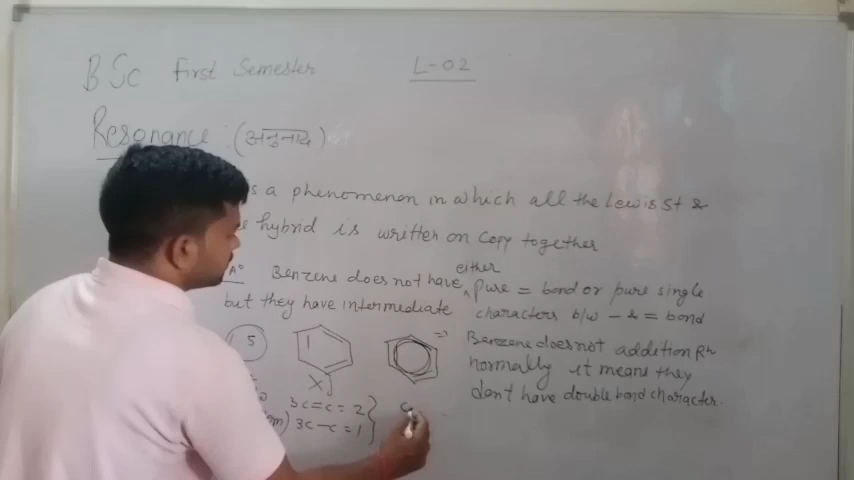 BSc First Semester L-02
Resonance : (अनुनाद)
s a phenomenon in which all the Lewis St &
hybrid is written on Copy together
A° Benzene does not have either pure = bond or pure single
but they have intermediate characters b/w - & = bond
5
Benzene does not addition Rn
normally it means they
don't have double bond character.
X
3C=C = 2
3C-C = 1
C